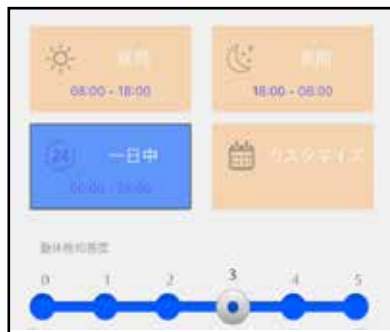 昼間
夜間
08:00 - 18:00
18:00 - 08:00
24
一日中
カスタマイズ
00:00 - 24:00
動体検知感度
0 1 2 3 4 5